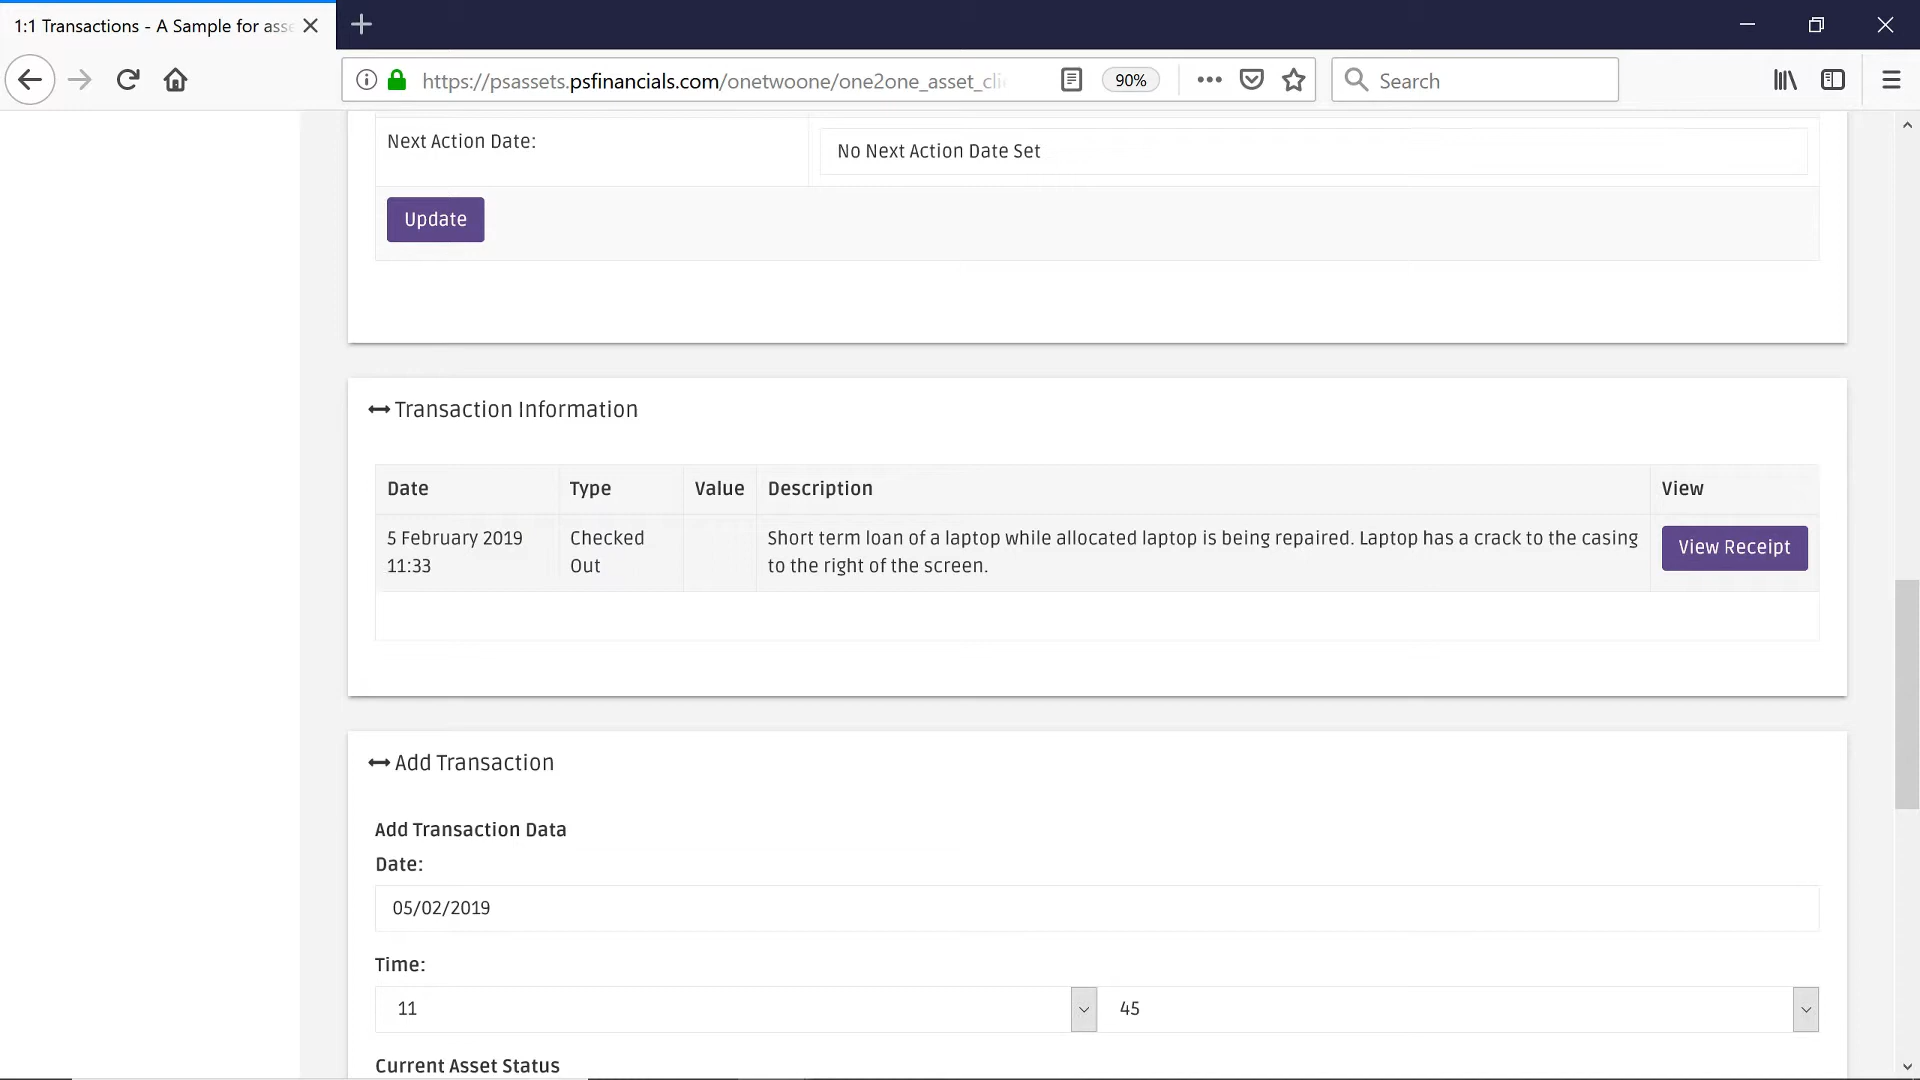 1:1 Transactions - A Sample for asse
https://psassets.psfinancials.com/onetwoone/one2one_asset_cli
90%
Search
Next Action Date:
No Next Action Date Set
Update
Transaction Information
Date Type Value Description View
5 February 2019 Checked Short term loan of a laptop while allocated laptop is being repaired. Laptop has a crack to the casing View Receipt
11:33 Out to the right of the screen.
Add Transaction
Add Transaction Data
Date:
05/02/2019
Time:
11 45
Current Asset Status